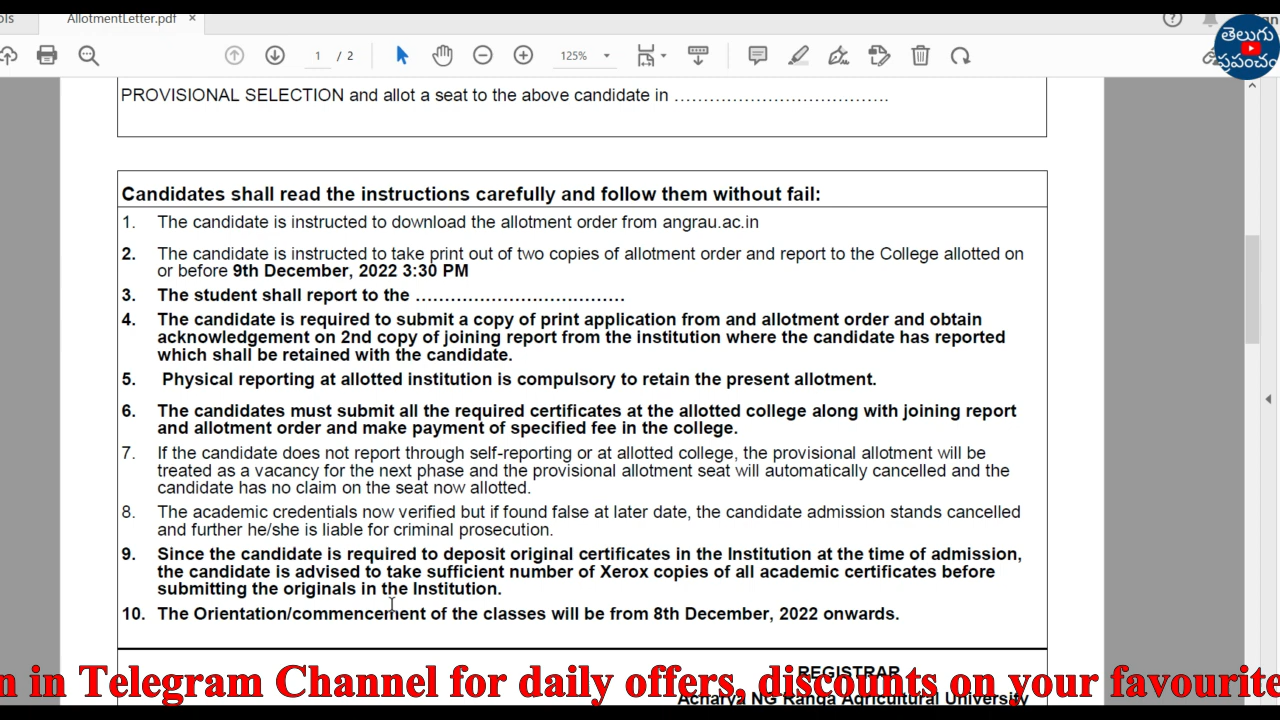 ols
AllotmentLetter.pdf ×
1 / 2
125%
తెలుగు
ప్రపంచం
PROVISIONAL SELECTION and allot a seat to the above candidate in ………………………………….
Candidates shall read the instructions carefully and follow them without fail:
1. The candidate is instructed to download the allotment order from angrau.ac.in
2. The candidate is instructed to take print out of two copies of allotment order and report to the College allotted on
or before 9th December, 2022 3:30 PM
3. The student shall report to the ………………………………
4. The candidate is required to submit a copy of print application from and allotment order and obtain
acknowledgement on 2nd copy of joining report from the institution where the candidate has reported
which shall be retained with the candidate.
5. Physical reporting at allotted institution is compulsory to retain the present allotment.
6. The candidates must submit all the required certificates at the allotted college along with joining report
and allotment order and make payment of specified fee in the college.
7. If the candidate does not report through self-reporting or at allotted college, the provisional allotment will be
treated as a vacancy for the next phase and the provisional allotment seat will automatically cancelled and the
candidate has no claim on the seat now allotted.
8. The academic credentials now verified but if found false at later date, the candidate admission stands cancelled
and further he/she is liable for criminal prosecution.
9. Since the candidate is required to deposit original certificates in the Institution at the time of admission,
the candidate is advised to take sufficient number of Xerox copies of all academic certificates before
submitting the originals in the Institution.
10. The Orientation/commencement of the classes will be from 8th December, 2022 onwards.
REGISTRAR
n in Telegram Channel for daily offers, discounts on your favourite
Acharya NG Ranga Agricultural University